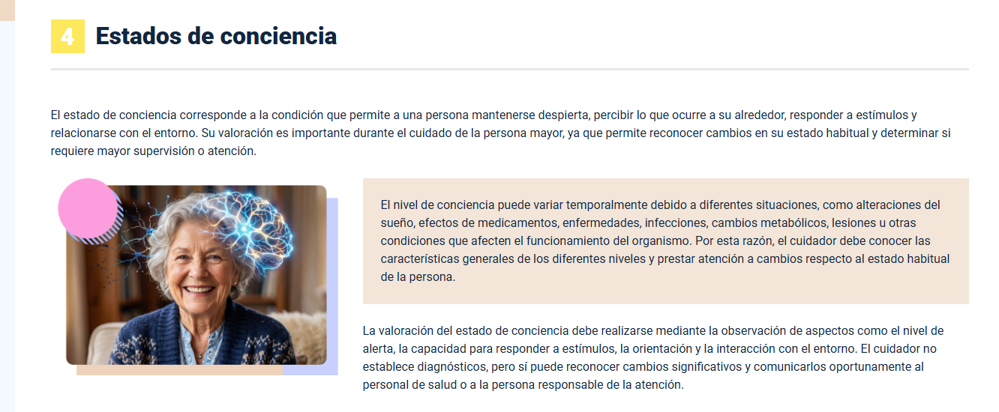 4 Estados de conciencia
El estado de conciencia corresponde a la condición que permite a una persona mantenerse despierta, percibir lo que ocurre a su alrededor, responder a estímulos y
relacionarse con el entorno. Su valoración es importante durante el cuidado de la persona mayor, ya que permite reconocer cambios en su estado habitual y determinar si
requiere mayor supervisión o atención.
El nivel de conciencia puede variar temporalmente debido a diferentes situaciones, como alteraciones del
sueño, efectos de medicamentos, enfermedades, infecciones, cambios metabólicos, lesiones u otras
condiciones que afecten el funcionamiento del organismo. Por esta razón, el cuidador debe conocer las
características generales de los diferentes niveles y prestar atención a cambios respecto al estado habitual
de la persona.
La valoración del estado de conciencia debe realizarse mediante la observación de aspectos como el nivel de
alerta, la capacidad para responder a estímulos, la orientación y la interacción con el entorno. El cuidador no
establece diagnósticos, pero sí puede reconocer cambios significativos y comunicarlos oportunamente al
personal de salud o a la persona responsable de la atención.